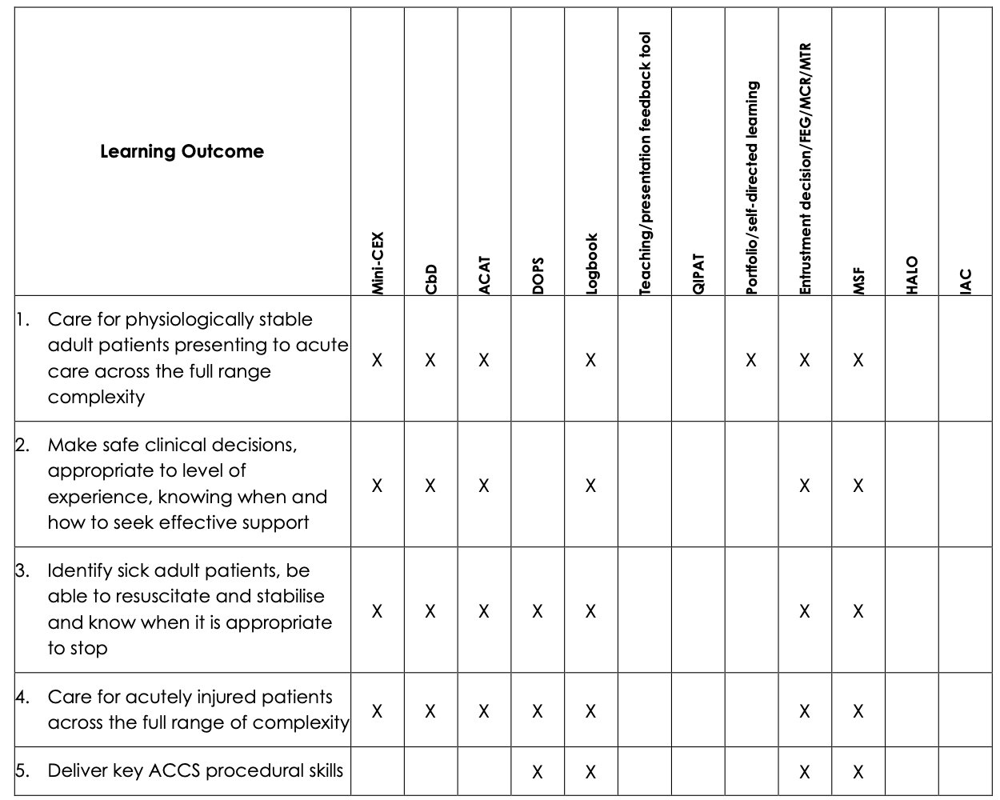 Learning Outcome
Mini-CEX
CbD
ACAT
DOPS
Logbook
Teaching/presentation feedback tool
QIPAT
Portfolio/self-directed learning
Entrustment decision/FEG/MCR/MTR
MSF
HALO
IAC
1. Care for physiologically stable
adult patients presenting to acute
care across the full range
complexity
X X X X X X X
2. Make safe clinical decisions,
appropriate to level of
experience, knowing when and
how to seek effective support
X X X X X X
3. Identify sick adult patients, be
able to resuscitate and stabilise
and know when it is appropriate
to stop
X X X X X X X
4. Care for acutely injured patients
across the full range of complexity
X X X X X X X
5. Deliver key ACCS procedural skills
X X X X